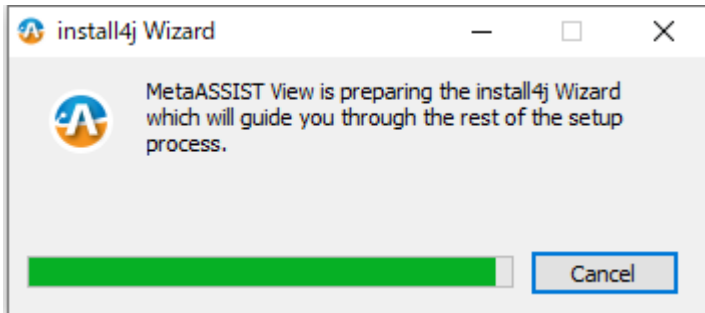 install4j Wizard
MetaASSIST View is preparing the install4j Wizard
which will guide you through the rest of the setup
process.
Cancel